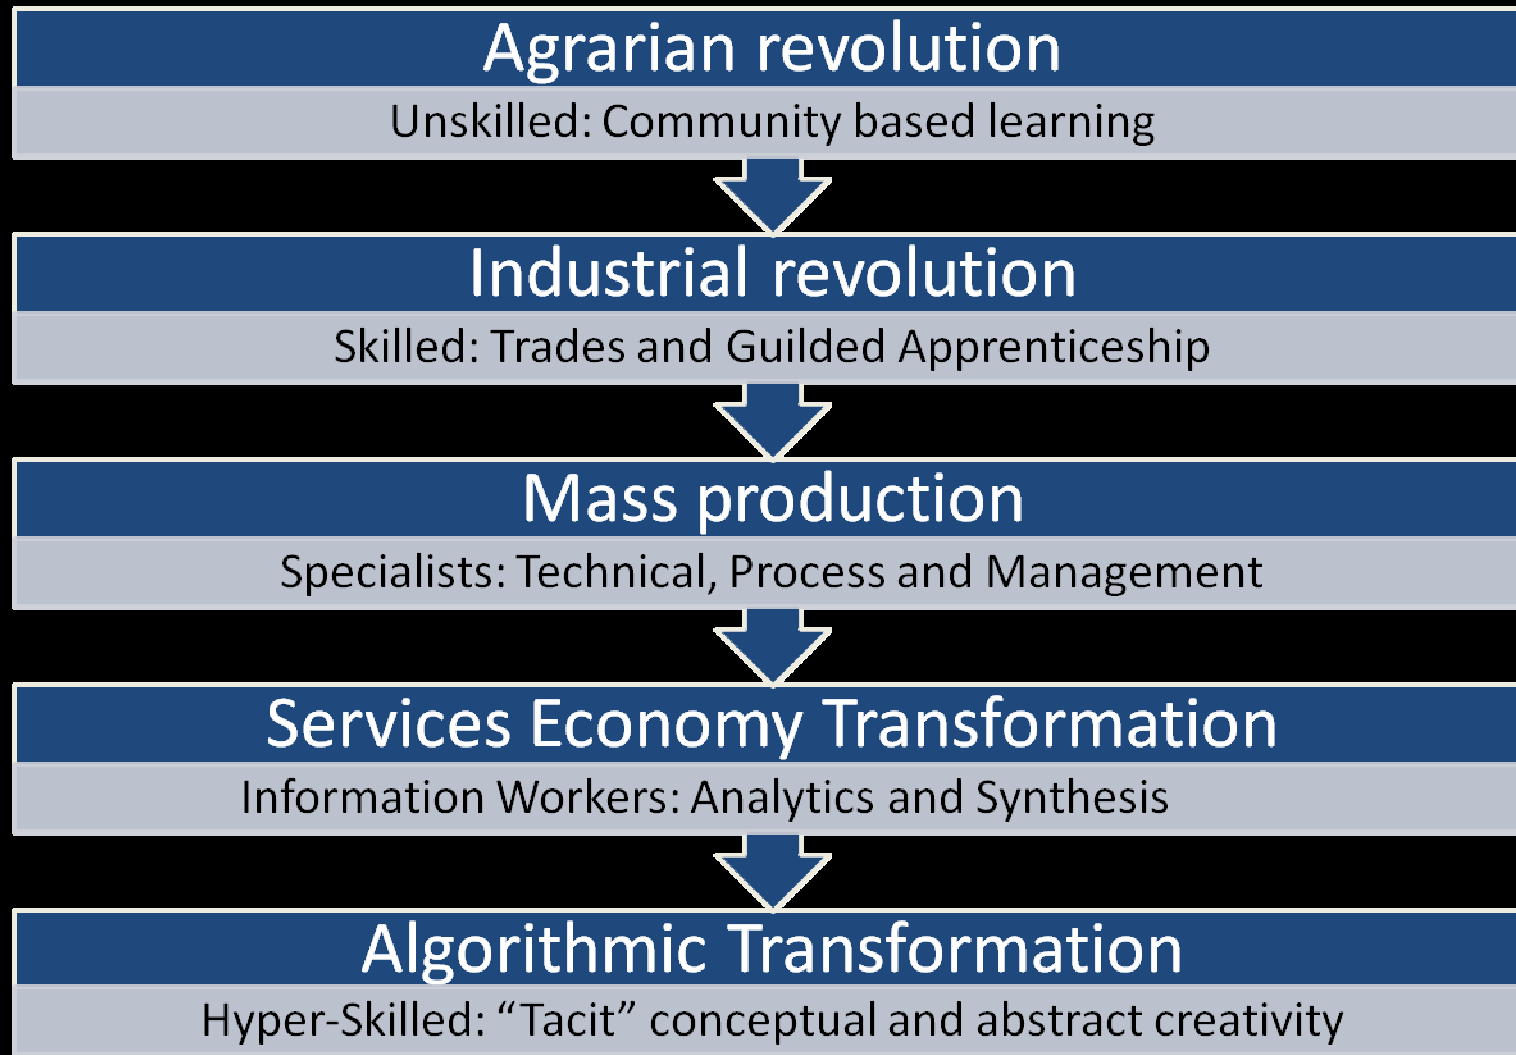 Agrarian revolution
Unskilled: Community based learning
Industrial revolution
Skilled: Trades and Guilded Apprenticeship
Mass production
Specialists: Technical, Process and Management
Services Economy Transformation
Information Workers: Analytics and Synthesis
Algorithmic Transformation
Hyper-Skilled: “Tacit” conceptual and abstract creativity